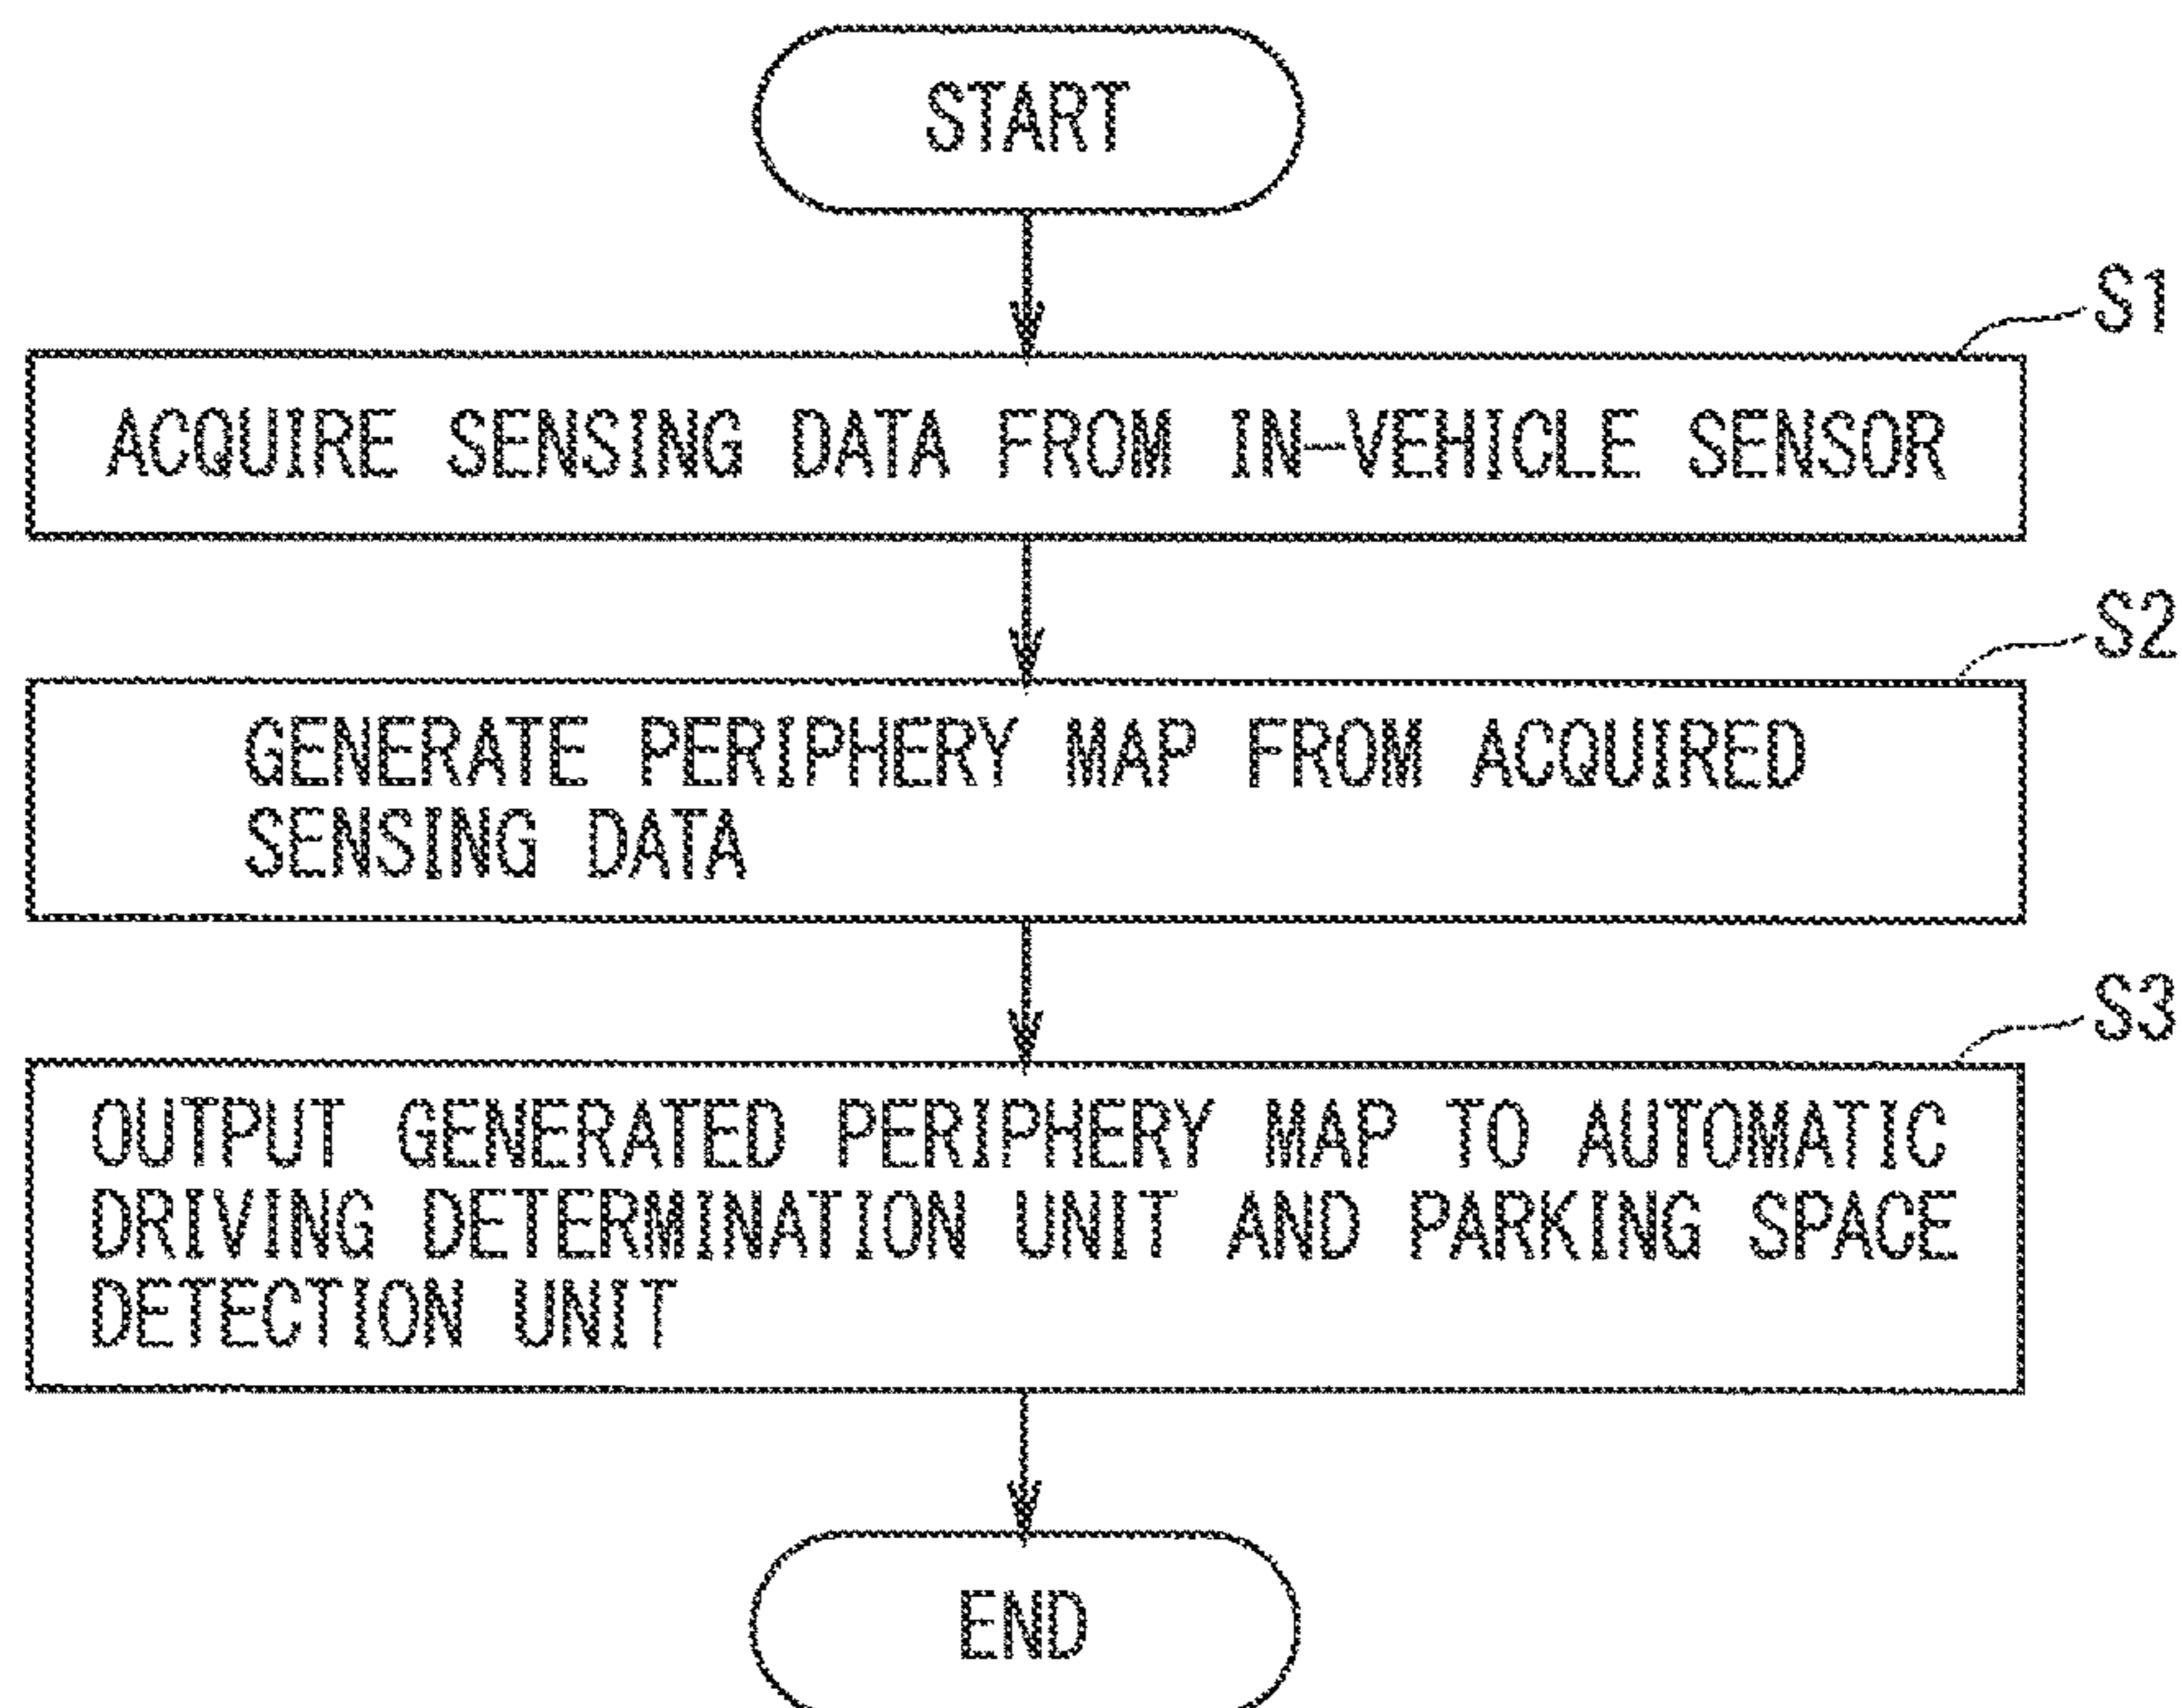 START
S1
ACQUIRE SENSING DATA FROM IN-VEHICLE SENSOR
S2
GENERATE PERIPHERY MAP FROM ACQUIRED
SENSING DATA
S3
OUTPUT GENERATED PERIPHERY MAP TO AUTOMATIC
DRIVING DETERMINATION UNIT AND PARKING SPACE
DETECTION UNIT
END